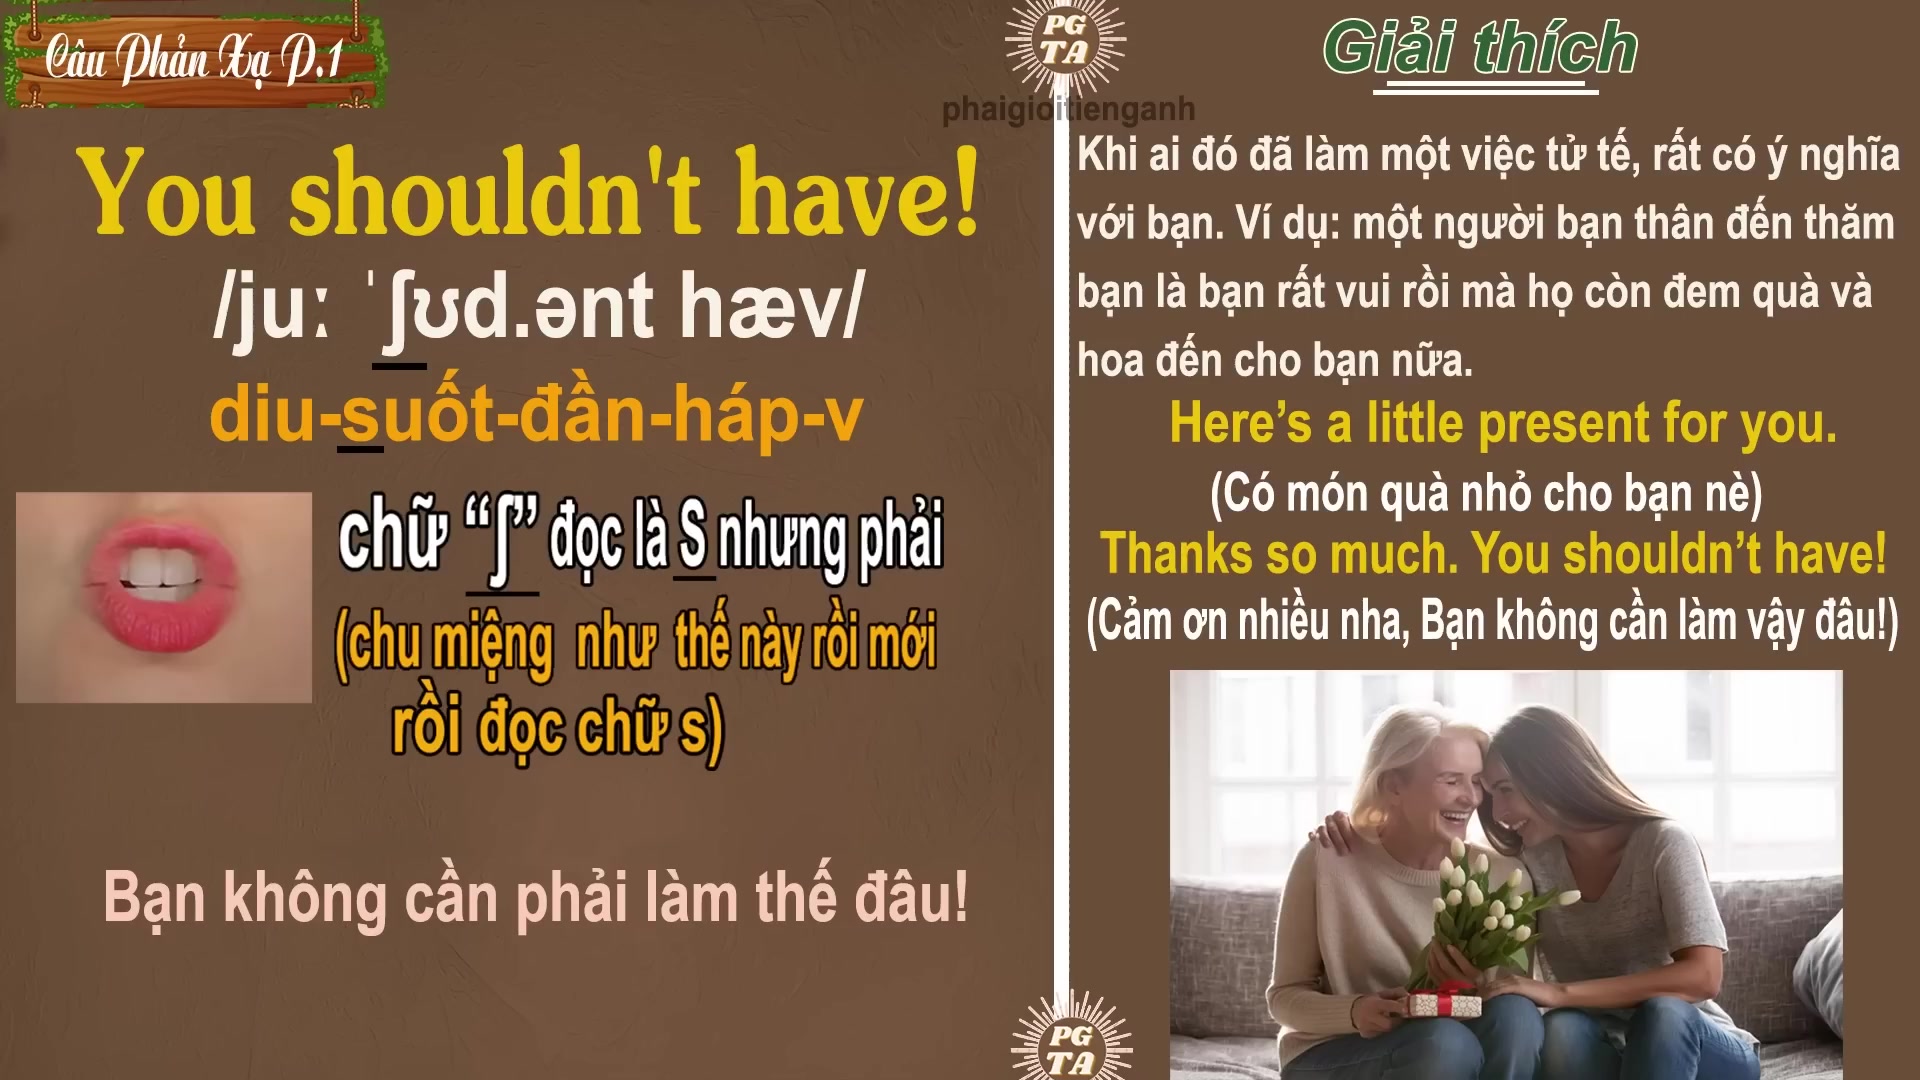 Câu Phản Xạ P.1
You shouldn't have!
/juː ˈʃʊd.ənt hæv/
diu-suốt-đần-háp-v
chữ “ʃ” đọc là S nhưng phải
(chu miệng như thế này rồi mới
rồi đọc chữ s)
Bạn không cần phải làm thế đâu!
PG
TA
phaigioitienganh
Giải thích
Khi ai đó đã làm một việc tử tế, rất có ý nghĩa
với bạn. Ví dụ: một người bạn thân đến thăm
bạn là bạn rất vui rồi mà họ còn đem quà và
hoa đến cho bạn nữa.
Here’s a little present for you.
(Có món quà nhỏ cho bạn nè)
Thanks so much. You shouldn’t have!
(Cảm ơn nhiều nha, Bạn không cần làm vậy đâu!)
PG
TA